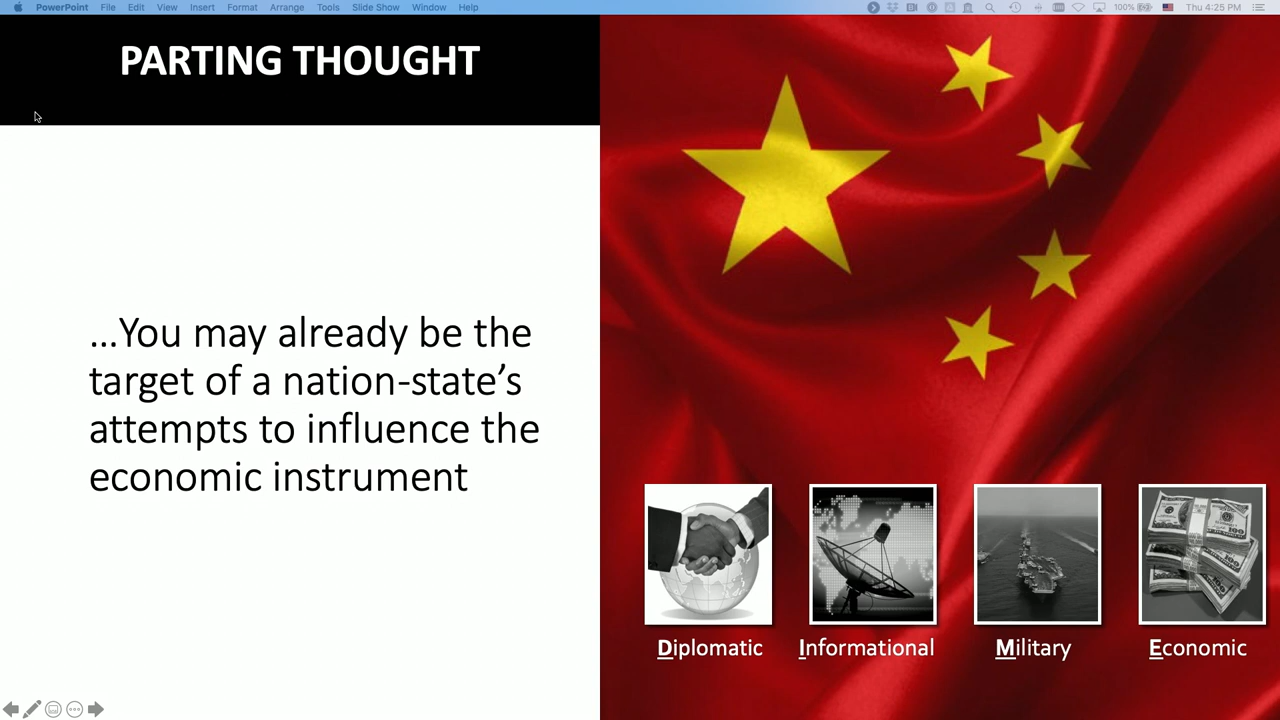 PowerPoint File Edit View Insert Format Arrange Tools Slide Show Window Help 100% Thu 4:25 PM
PARTING THOUGHT
...You may already be the
target of a nation-state’s
attempts to influence the
economic instrument
Diplomatic Informational Military Economic